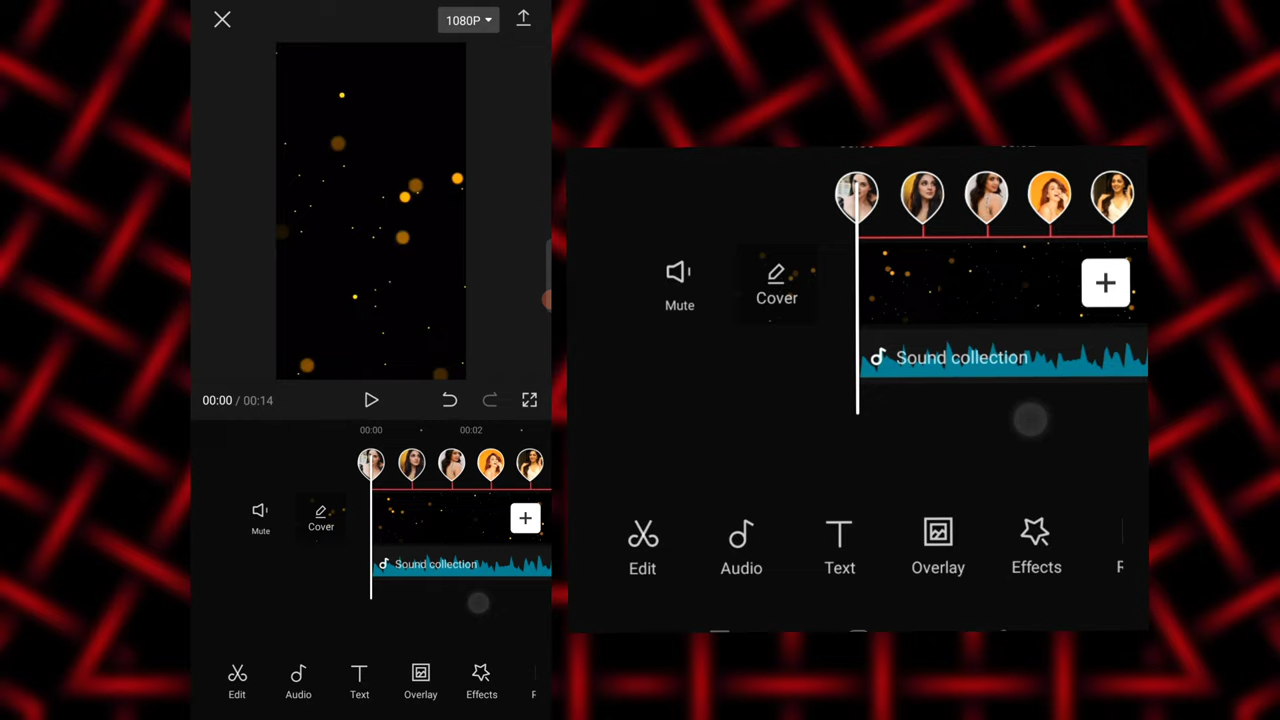 1080P
00:00 / 00:14
00:00
00:02
Mute
Cover
Sound collection
Edit
Audio
Text
Overlay
Effects
Mute
Cover
Sound collection
Edit
Audio
Text
Overlay
Effects